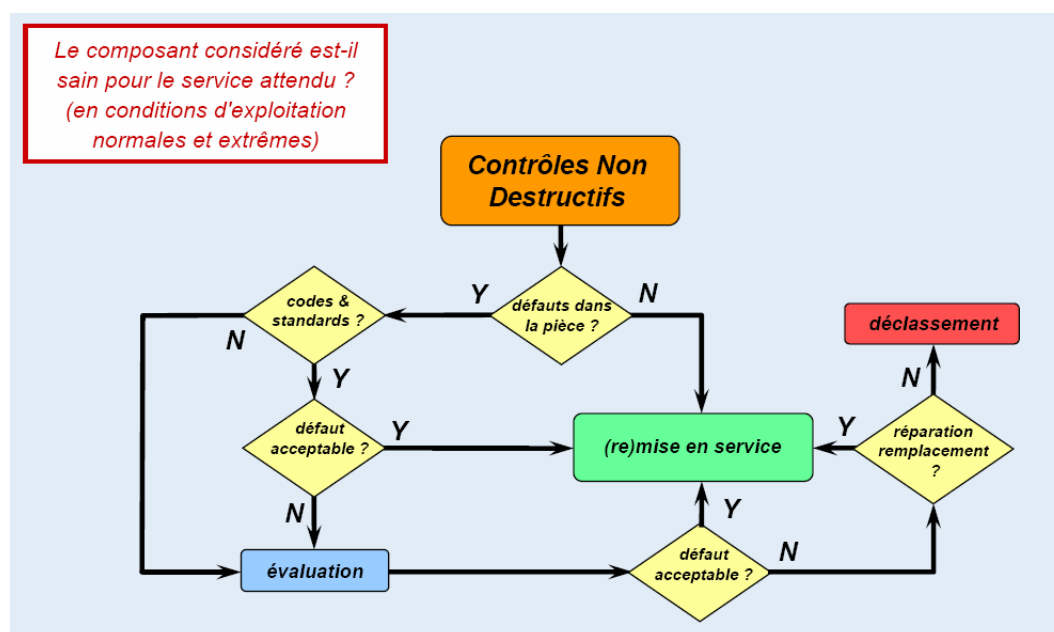 Le composant considéré est-il
sain pour le service attendu ?
(en conditions d'exploitation
normales et extrêmes)
Contrôles Non
Destructifs
Y
N
codes &
standards ?
défauts dans
la pièce ?
déclassement
N
Y
N
défaut
acceptable ?
Y
(re)mise en service
Y
réparation
remplacement
?
N
Y
évaluation
défaut
acceptable ?
N